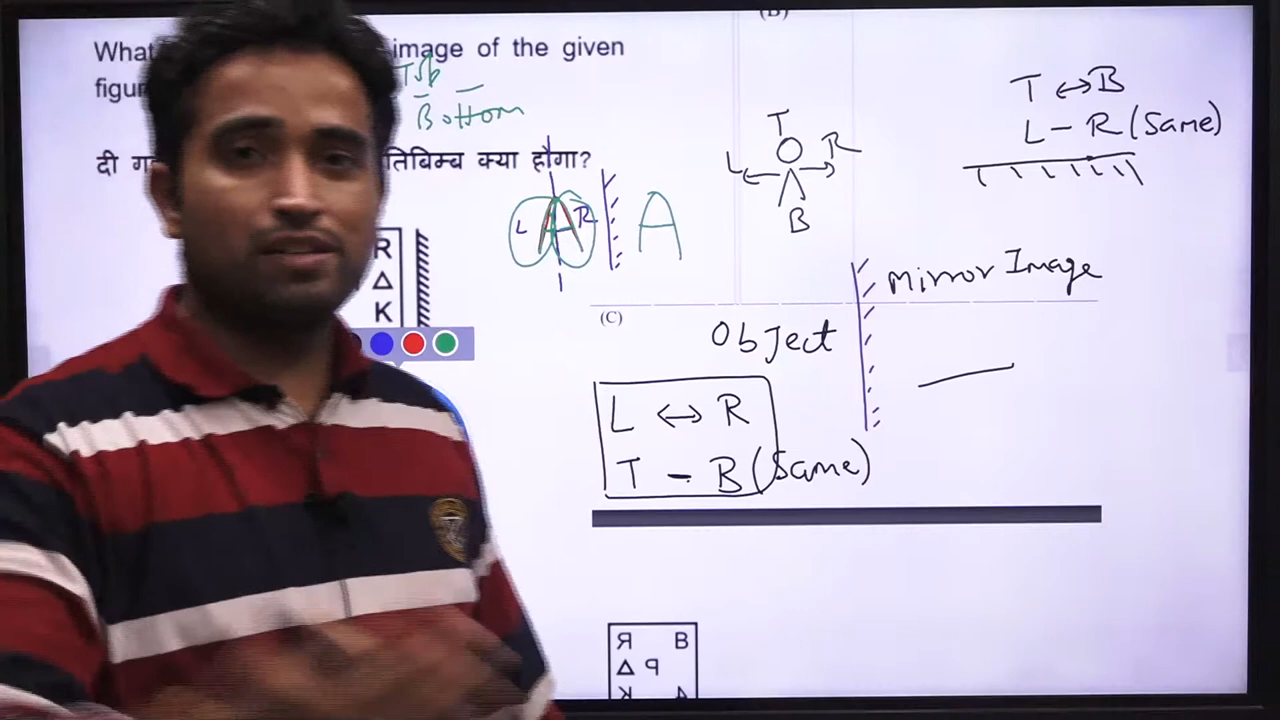 What image of the given
figur
Top
Bottom
दी ग तिबिम्ब क्या होगा?
L A R A
R
Δ
K
(B)
T
L R
B
T ↔ B
L - R (Same)
Mirror Image
(C)
Object
L ↔ R
T - B (Same)
Я B
Δ